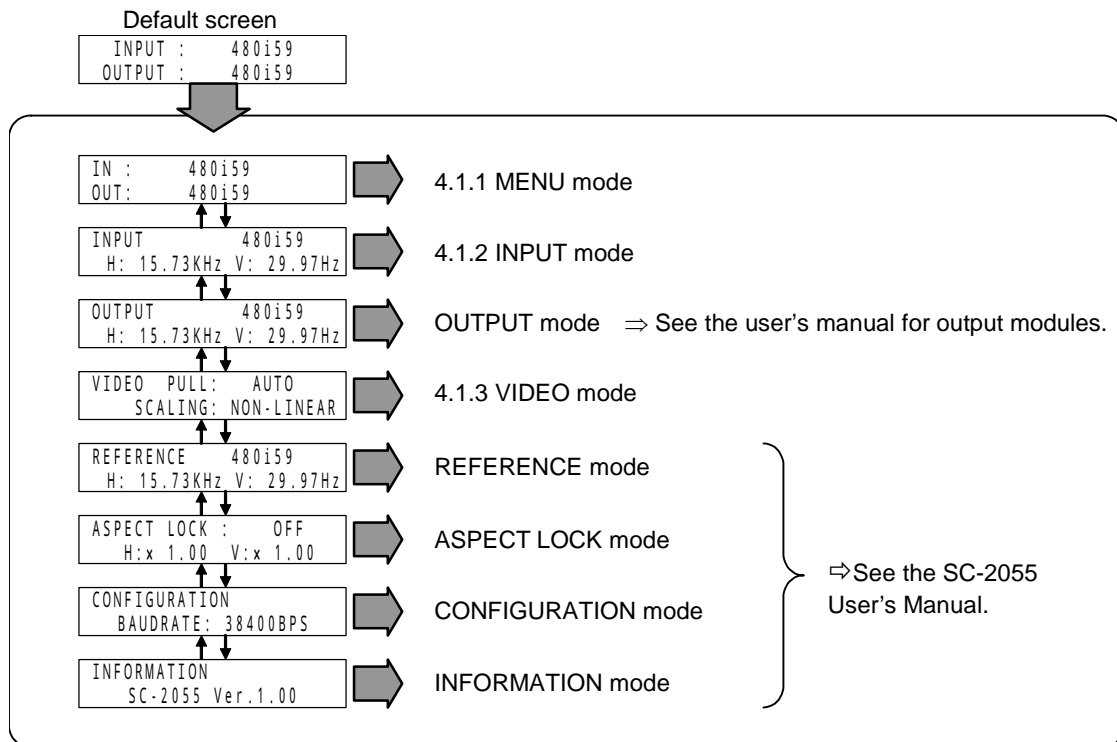 Default screen
INPUT : 480i59
OUTPUT : 480i59
IN : 480i59
OUT: 480i59
4.1.1 MENU mode
INPUT 480i59
H: 15.73KHz V: 29.97Hz
4.1.2 INPUT mode
OUTPUT 480i59
H: 15.73KHz V: 29.97Hz
OUTPUT mode ⇒ See the user's manual for output modules.
VIDEO PULL: AUTO
SCALING: NON-LINEAR
4.1.3 VIDEO mode
REFERENCE 480i59
H: 15.73KHz V: 29.97Hz
REFERENCE mode
ASPECT LOCK : OFF
H:x 1.00 V:x 1.00
ASPECT LOCK mode
CONFIGURATION
BAUDRATE: 38400BPS
CONFIGURATION mode
INFORMATION
SC-2055 Ver.1.00
INFORMATION mode
⇨See the SC-2055
User's Manual.